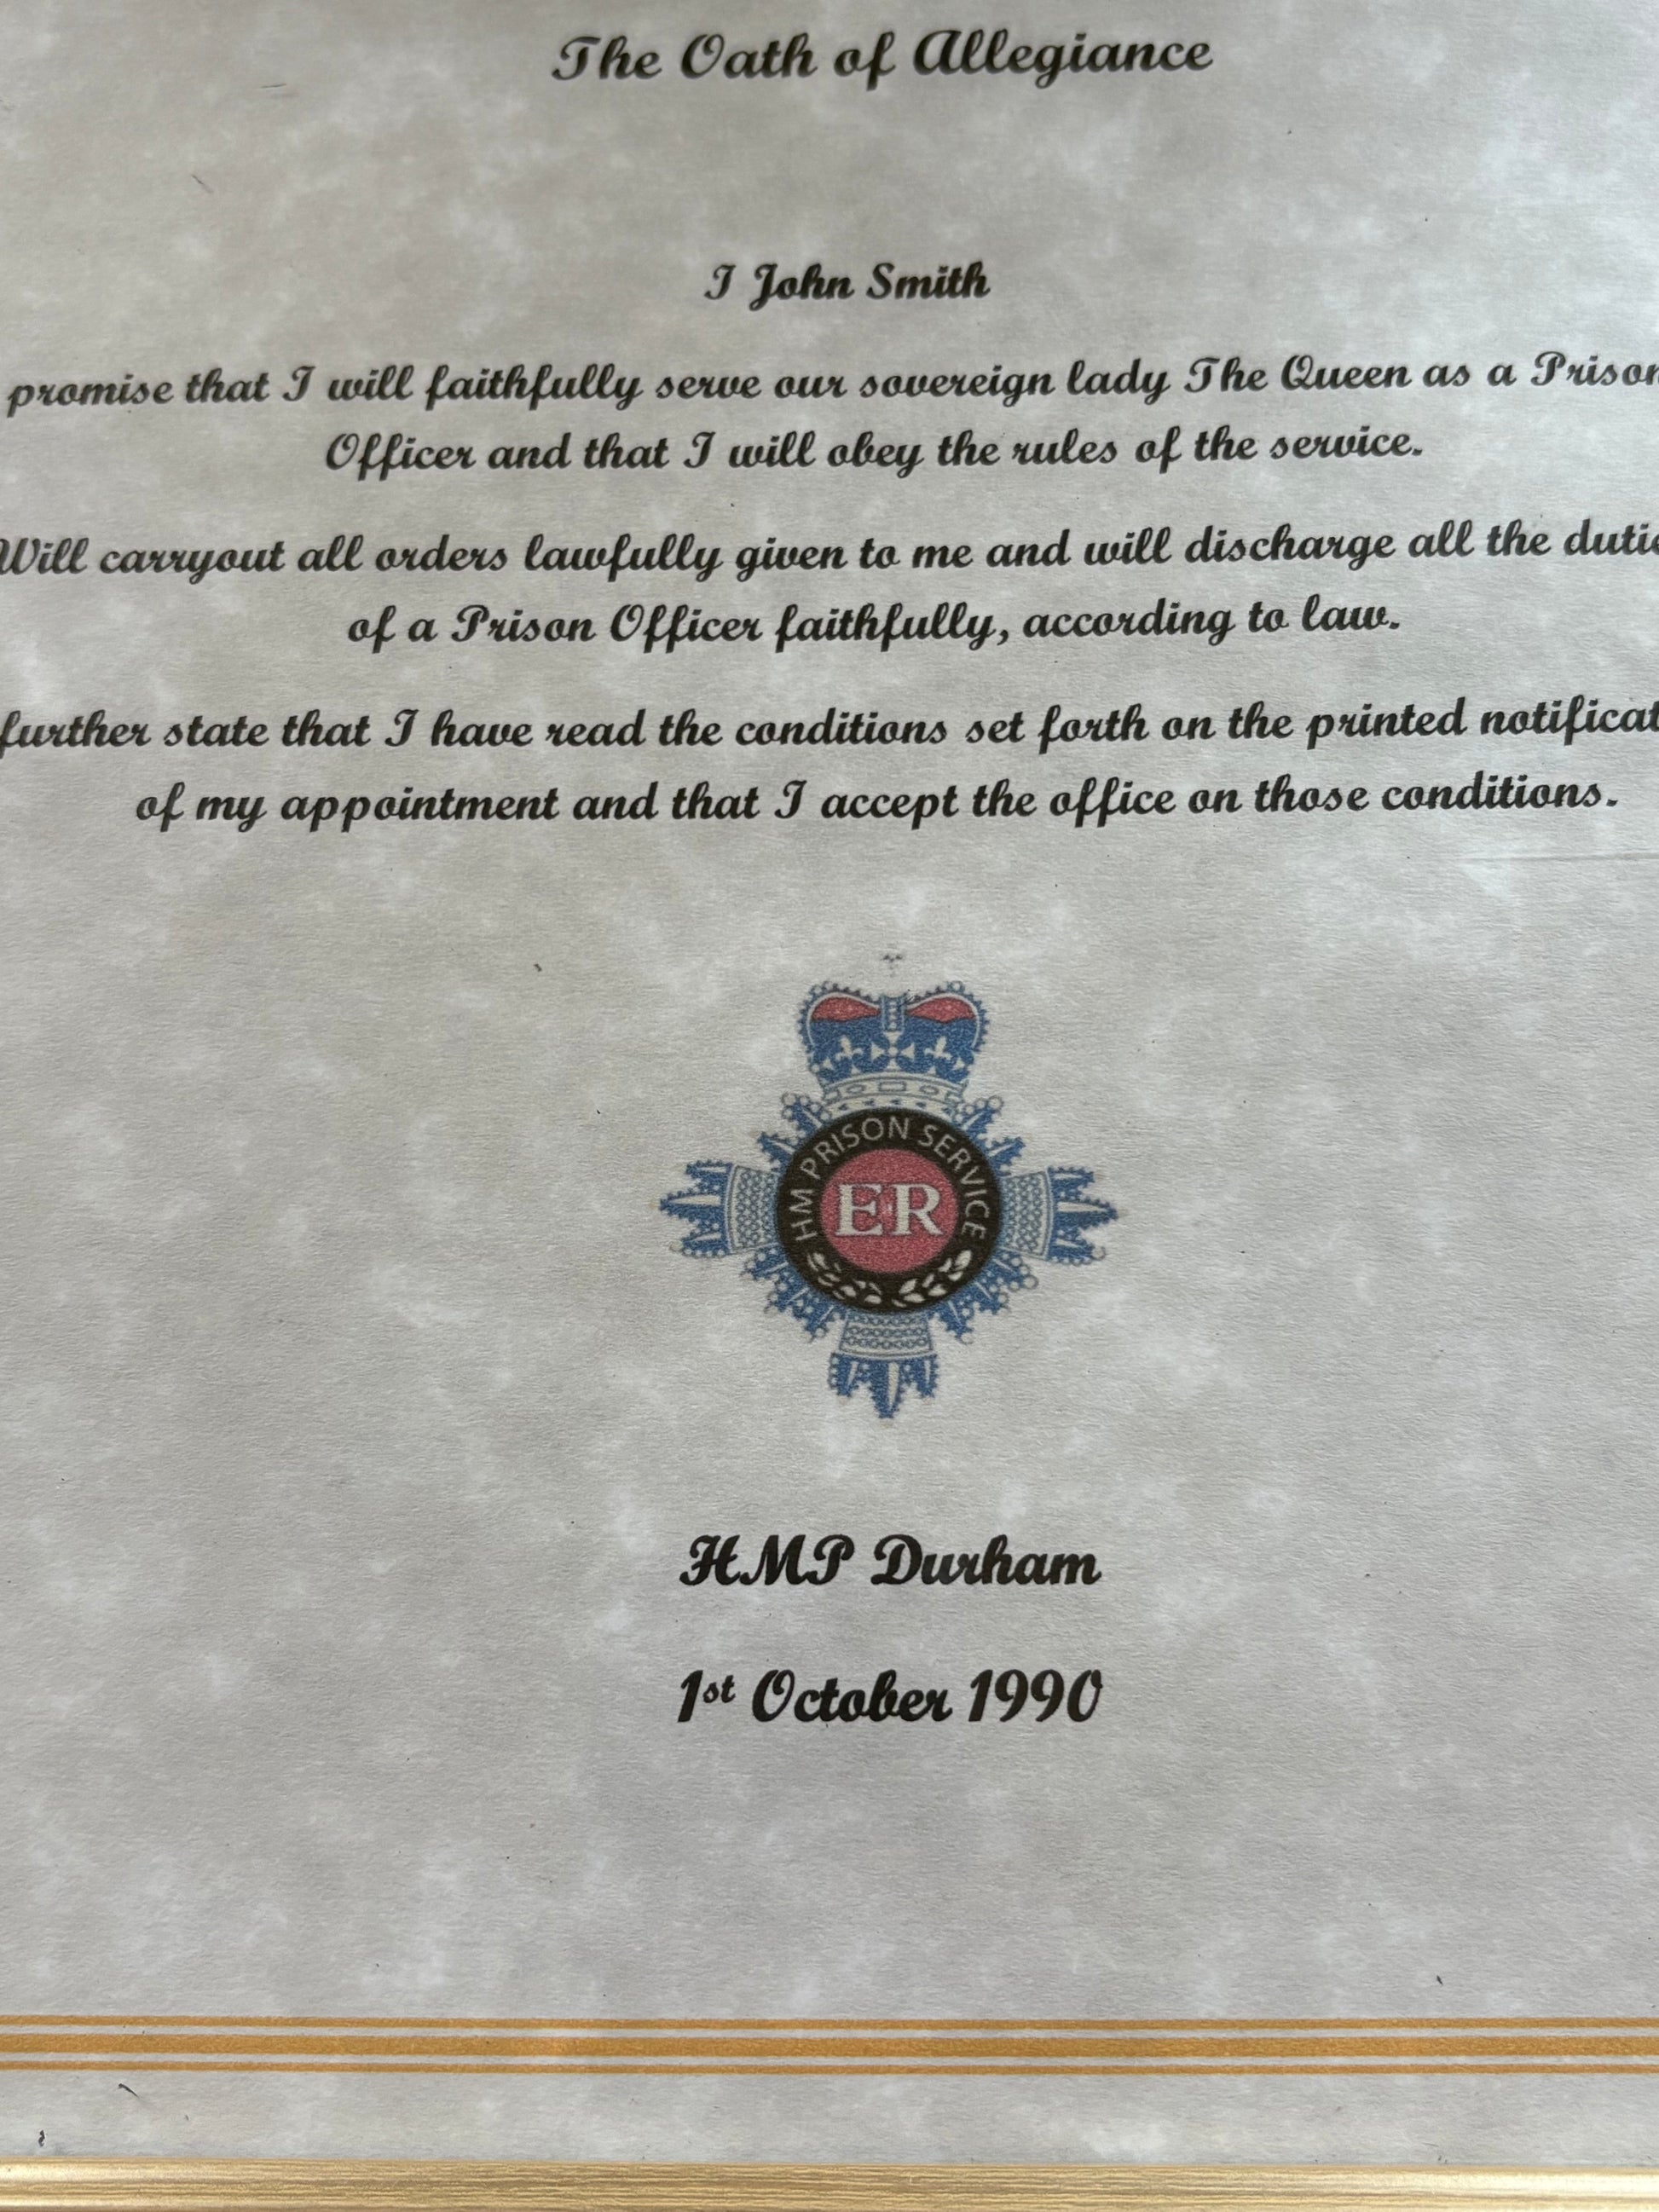 The Oath of Allegiance
I John Smith
promise that I will faithfully serve our sovereign lady The Queen as a Prison
Officer and that I will obey the rules of the service.
Will carryout all orders lawfully given to me and will discharge all the
of a Prison Officer faithfully, according to law.
further state that I have read the conditions set forth on the printed
of my appointment and that I accept the office on those conditions.
HM PRISON SERVICE
ER
HMP Durham
1st October 1990